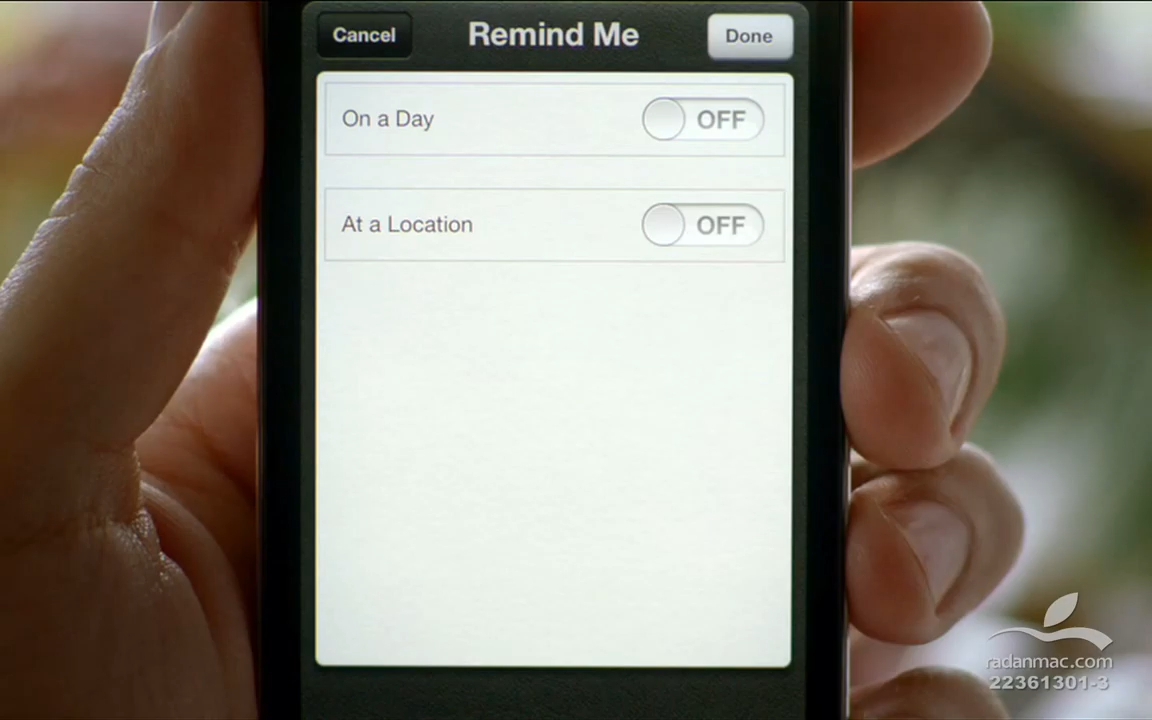 Cancel
Remind Me
Done
On a Day
OFF
At a Location
OFF
radanmac.com
22361301-3